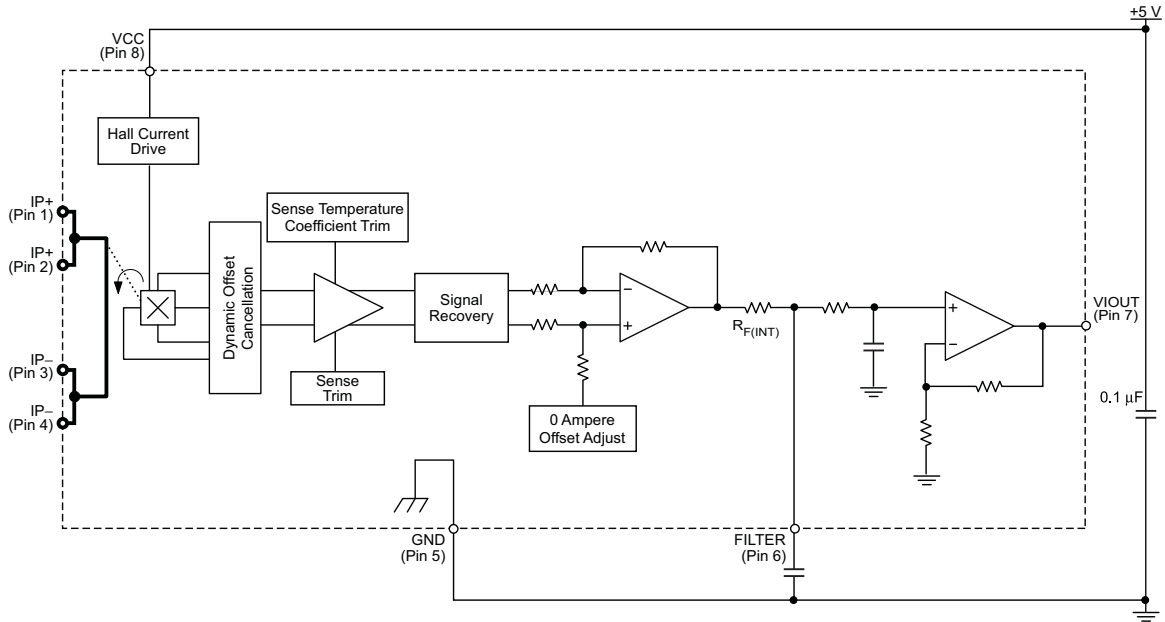 +5 V
VCC
(Pin 8)
Hall Current
Drive
IP+
(Pin 1)
IP+
(Pin 2)
IP−
(Pin 3)
IP−
(Pin 4)
Dynamic Offset
Cancellation
Sense Temperature
Coefficient Trim
Sense
Trim
Signal
Recovery
0 Ampere
Offset Adjust
−
+
RF(INT)
+
−
VIOUT
(Pin 7)
0.1 μF
GND
(Pin 5)
FILTER
(Pin 6)